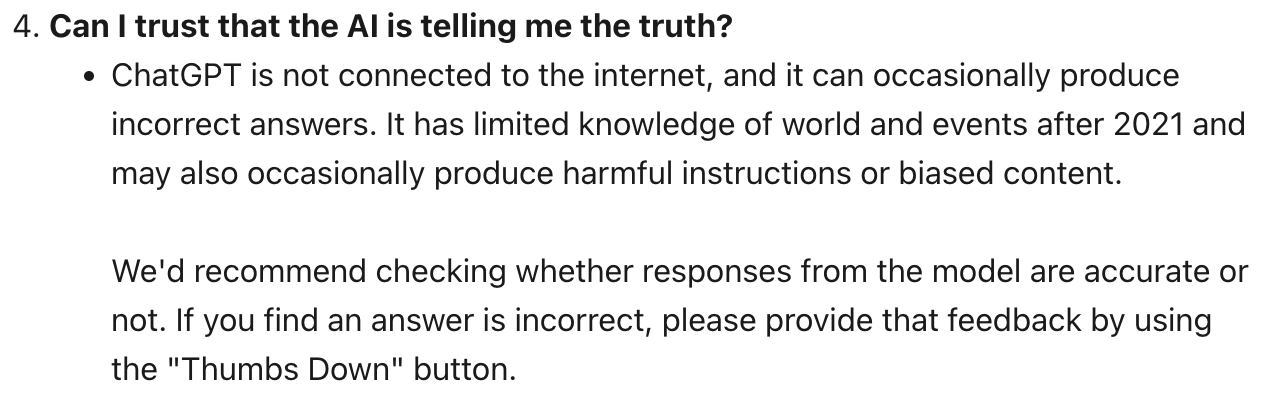 4. Can I trust that the AI is telling me the truth?
• ChatGPT is not connected to the internet, and it can occasionally produce
incorrect answers. It has limited knowledge of world and events after 2021 and
may also occasionally produce harmful instructions or biased content.
We'd recommend checking whether responses from the model are accurate or
not. If you find an answer is incorrect, please provide that feedback by using
the "Thumbs Down" button.